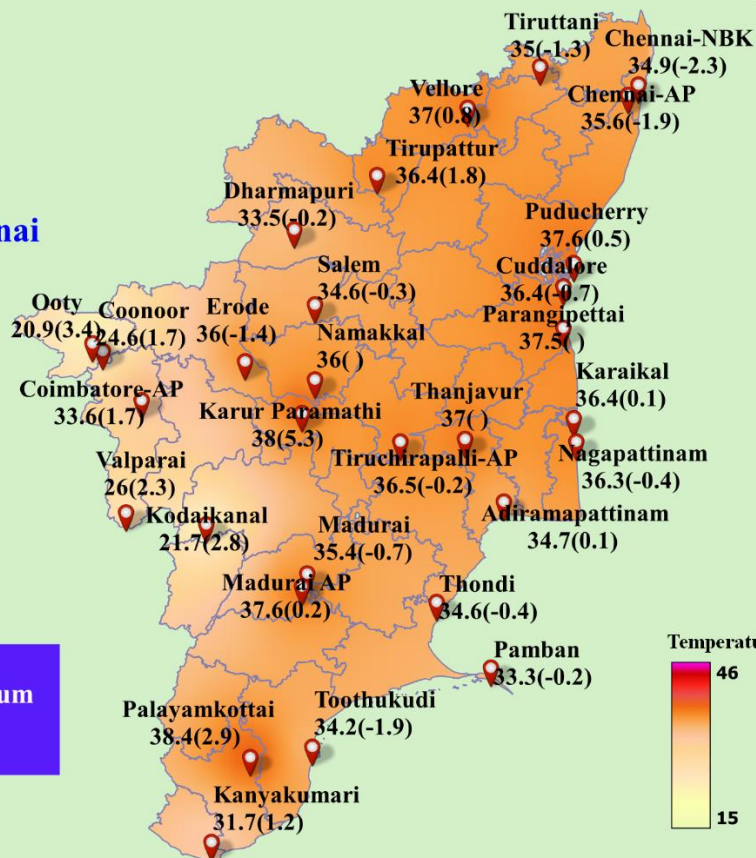 Tiruttani
35(-1.3)
Chennai-NBK
34.9(-2.3)
Vellore
37(0.8)
Chennai-AP
35.6(-1.9)
Tirupattur
36.4(1.8)
Dharmapuri
33.5(-0.2)
Puducherry
37.6(0.5)
Salem
34.6(-0.3)
Cuddalore
36.4(-0.7)
Ooty
20.9(3.4)
Coonoor
24.6(1.7)
Erode
36(-1.4)
Namakkal
36( )
Parangipettai
37.5( )
Karaikal
36.4(0.1)
Coimbatore-AP
33.6(1.7)
Karur Paramathi
38(5.3)
Thanjavur
37( )
Tiruchirapalli-AP
36.5(-0.2)
Nagapattinam
36.3(-0.4)
Valparai
26(2.3)
Kodaikanal
21.7(2.8)
Adiramapattinam
34.7(0.1)
Madurai
35.4(-0.7)
Madurai AP
37.6(0.2)
Thondi
34.6(-0.4)
Pamban
33.3(-0.2)
Toothukudi
34.2(-1.9)
Palayamkottai
38.4(2.9)
Kanyakumari
31.7(1.2)
46
15